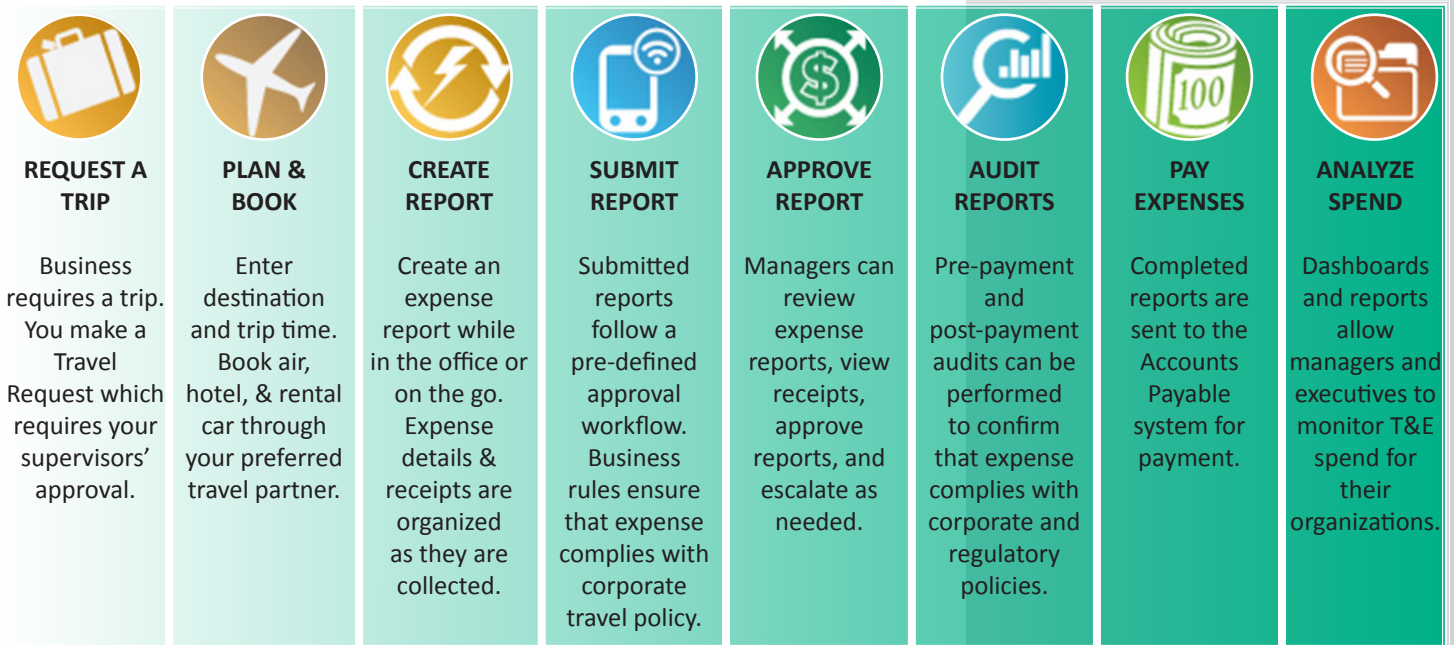 REQUEST A
TRIP
Business
requires a trip.
You make a
Travel
Request which
requires your
supervisors’
approval.
PLAN &
BOOK
Enter
destination
and trip time.
Book air,
hotel, & rental
car through
your preferred
travel partner.
CREATE
REPORT
Create an
expense
report while
in the office or
on the go.
Expense
details &
receipts are
organized
as they are
collected.
SUBMIT
REPORT
Submitted
reports
follow a
pre-defined
approval
workflow.
Business
rules ensure
that expense
complies with
corporate
travel policy.
$
APPROVE
REPORT
Managers can
review
expense
reports, view
receipts,
approve
reports, and
escalate as
needed.
AUDIT
REPORTS
Pre-payment
and
post-payment
audits can be
performed
to confirm
that expense
complies with
corporate and
regulatory
policies.
100
PAY
EXPENSES
Completed
reports are
sent to the
Accounts
Payable
system for
payment.
ANALYZE
SPEND
Dashboards
and reports
allow
managers and
executives to
monitor T&E
spend for
their
organizations.